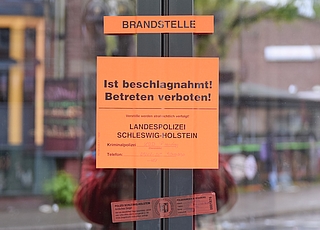 BRANDSTELLE
Ist beschlagnahmt!
Betreten verboten!
LANDESPOLIZEI
SCHLESWIG-HOLSTEIN
Kriminalpolizei
Telefon: